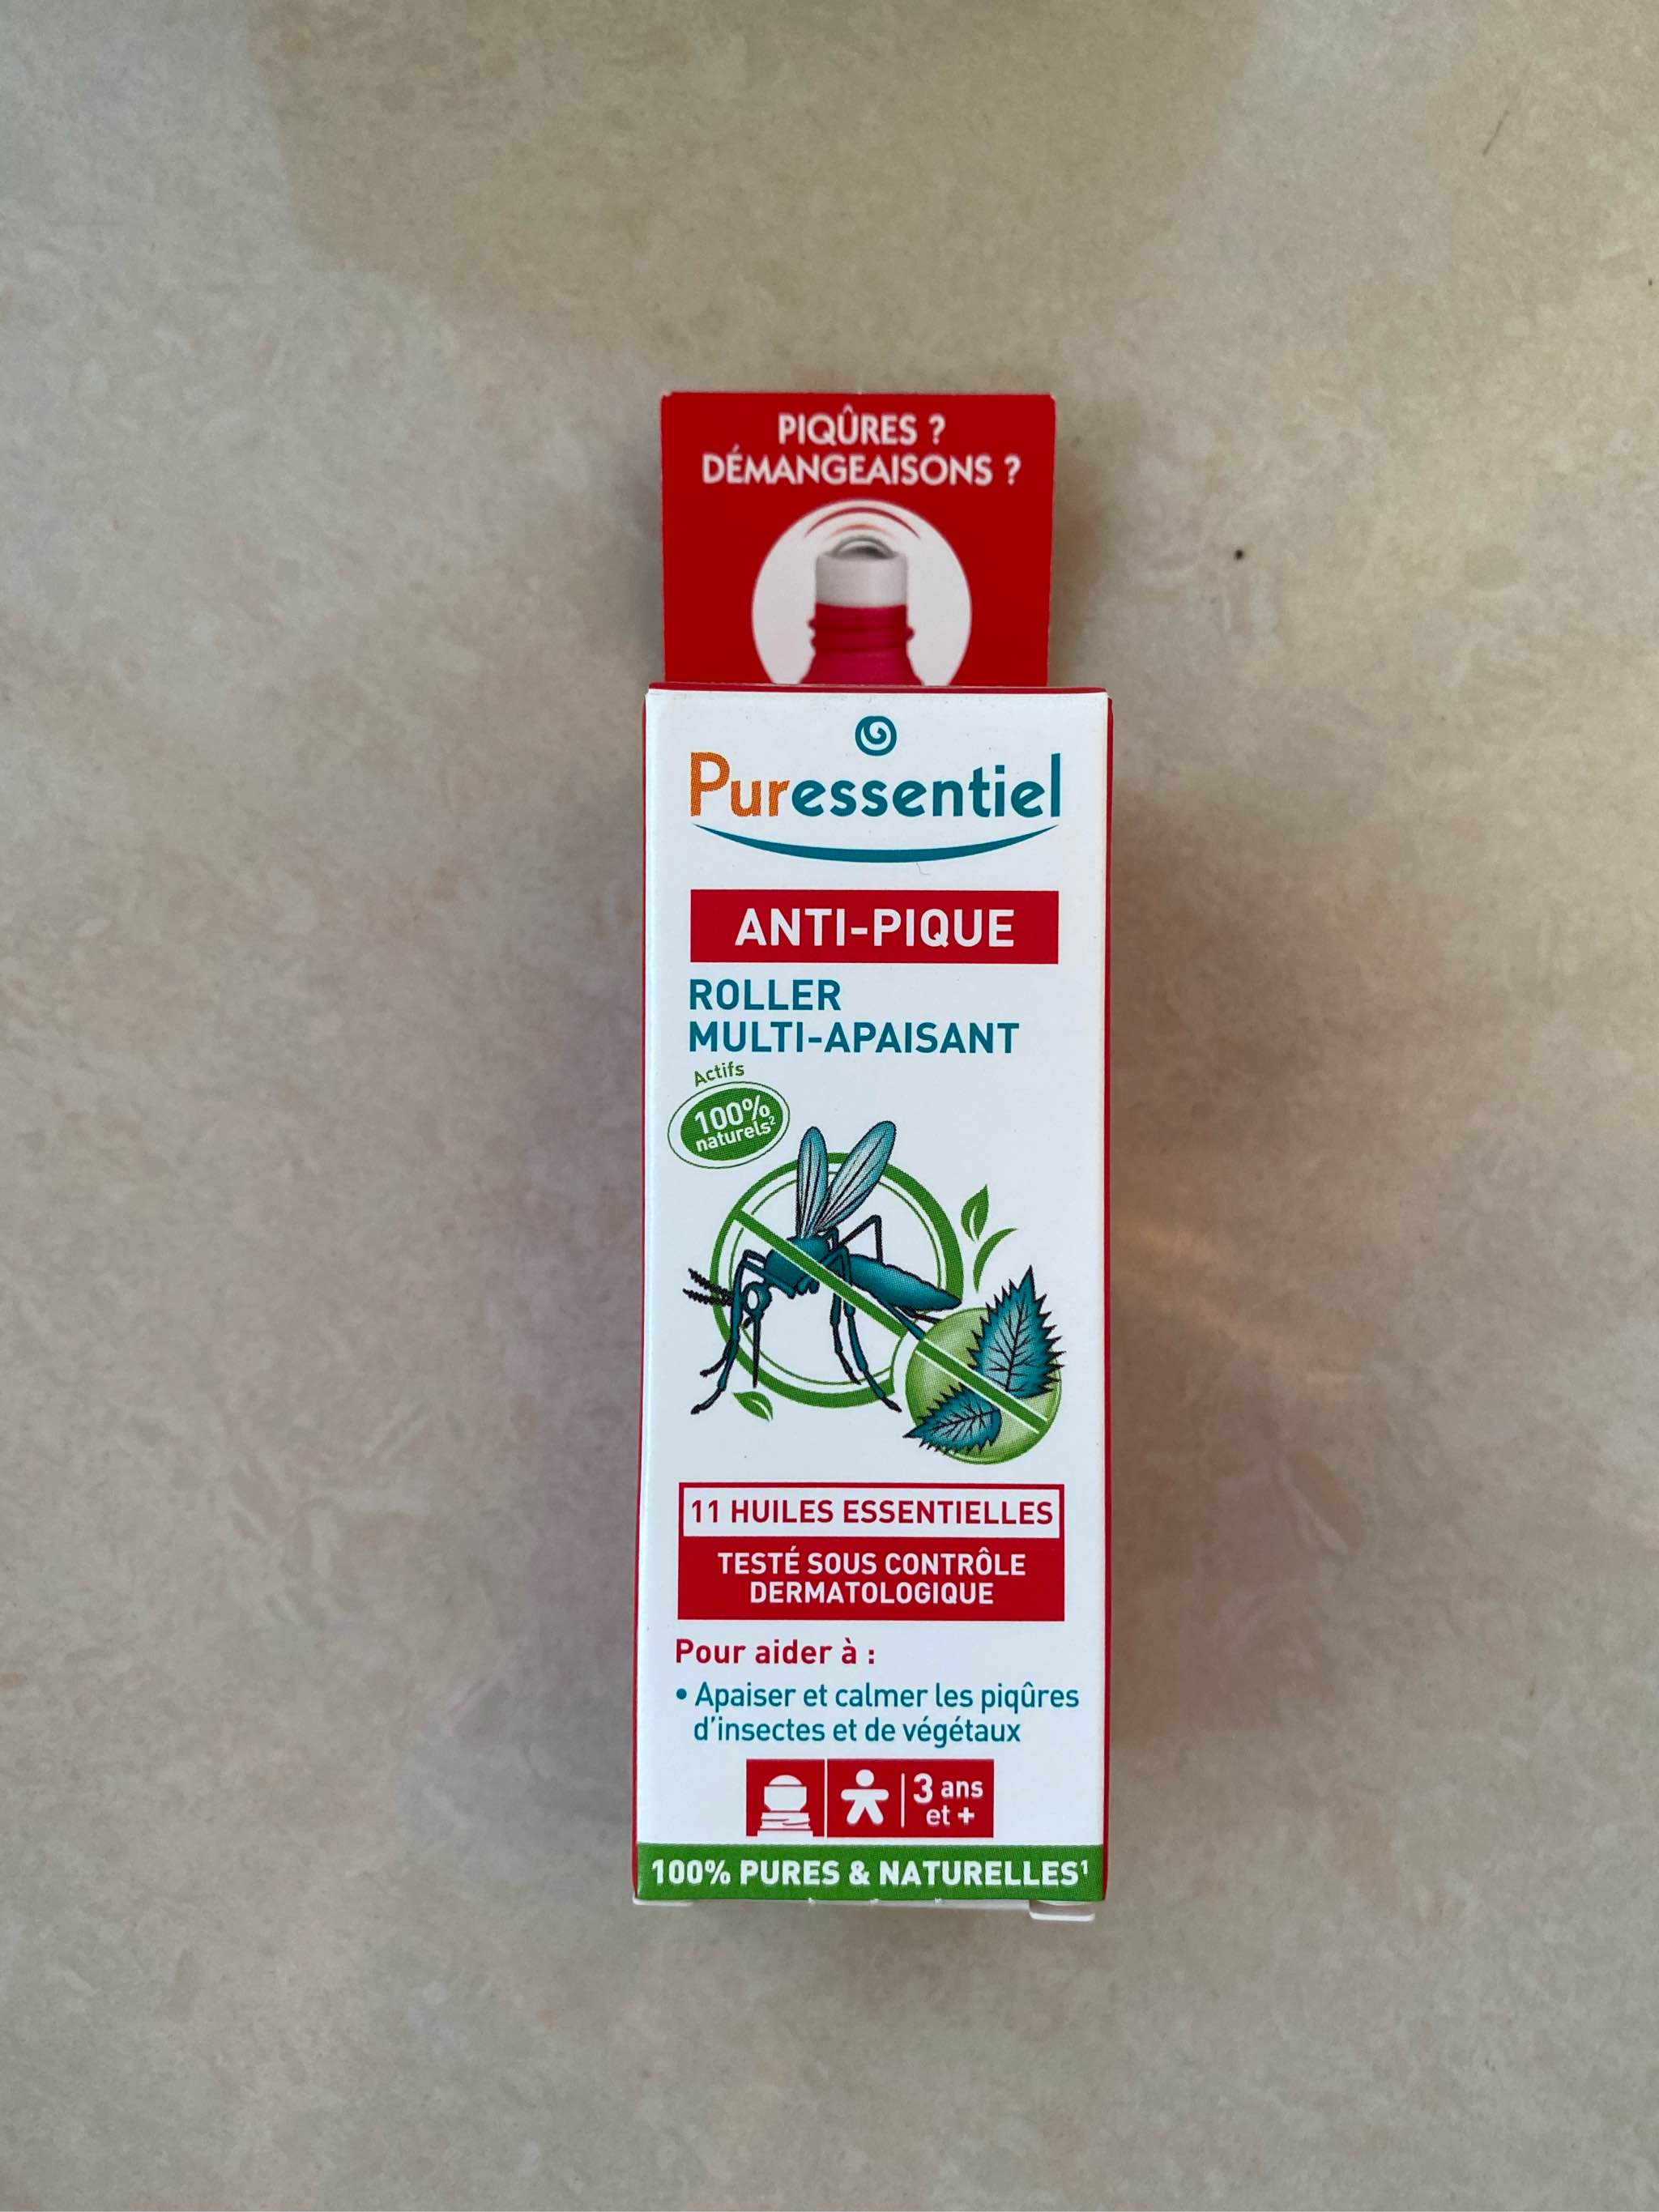 PIQÛRES ?
DÉMANGEAISONS ?
Puressentiel
ANTI-PIQUE
ROLLER
MULTI-APAISANT
Actifs
100%
naturels²
11 HUILES ESSENTIELLES
TESTÉ SOUS CONTRÔLE
DERMATOLOGIQUE
Pour aider à :
• Apaiser et calmer les piqûres
d'insectes et de végétaux
3 ans
et +
100% PURES & NATURELLES¹